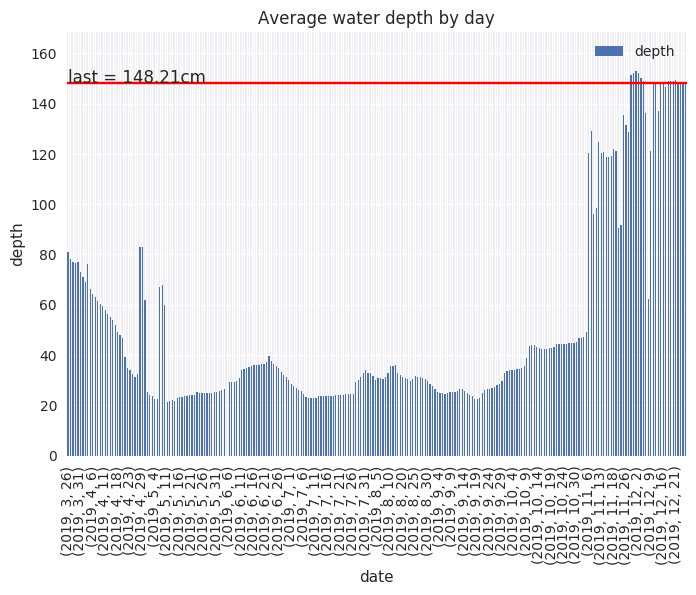 Average water depth by day
depth
last = 148.21cm
160
140
120
100
80
60
40
20
0
depth
(2019, 3, 26)
(2019, 3, 31)
(2019, 4, 6)
(2019, 4, 11)
(2019, 4, 18)
(2019, 4, 23)
(2019, 4, 29)
(2019, 5, 4)
(2019, 5, 11)
(2019, 5, 16)
(2019, 5, 21)
(2019, 5, 26)
(2019, 5, 31)
(2019, 6, 6)
(2019, 6, 11)
(2019, 6, 16)
(2019, 6, 21)
(2019, 6, 26)
(2019, 7, 1)
(2019, 7, 6)
(2019, 7, 11)
(2019, 7, 16)
(2019, 7, 21)
(2019, 7, 26)
(2019, 7, 31)
(2019, 8, 5)
(2019, 8, 10)
(2019, 8, 20)
(2019, 8, 25)
(2019, 8, 30)
(2019, 9, 4)
(2019, 9, 9)
(2019, 9, 14)
(2019, 9, 19)
(2019, 9, 24)
(2019, 9, 29)
(2019, 10, 4)
(2019, 10, 14)
(2019, 10, 19)
(2019, 10, 24)
(2019, 10, 30)
(2019, 11, 6)
(2019, 11, 13)
(2019, 11, 18)
(2019, 11, 26)
(2019, 12, 2)
(2019, 12, 9)
(2019, 12, 16)
(2019, 12, 21)
date